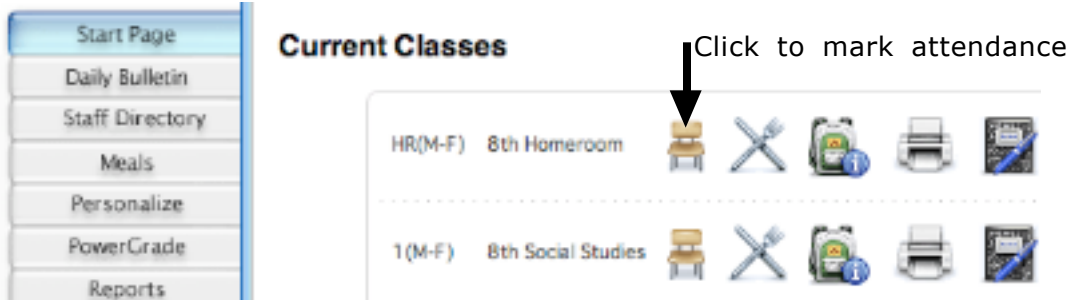 Start Page
Daily Bulletin
Staff Directory
Meals
Personalize
PowerGrade
Reports
Current Classes
Click to mark attendance
HR(M-F) 8th Homeroom
1(M-F) 8th Social Studies